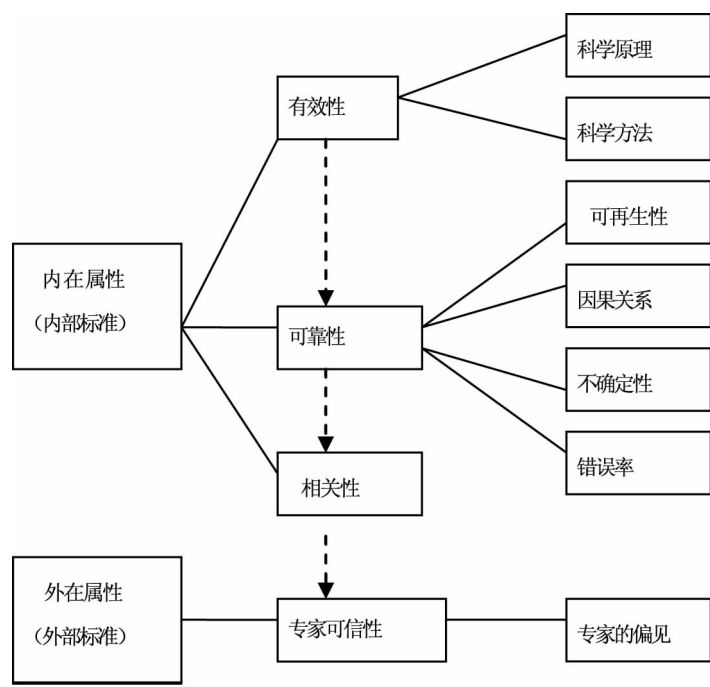 科学原理
有效性
科学方法
可再生性
内在属性
(内部标准)
因果关系
可靠性
不确定性
错误率
相关性
外在属性
(外部标准)
专家可信性
专家的偏见